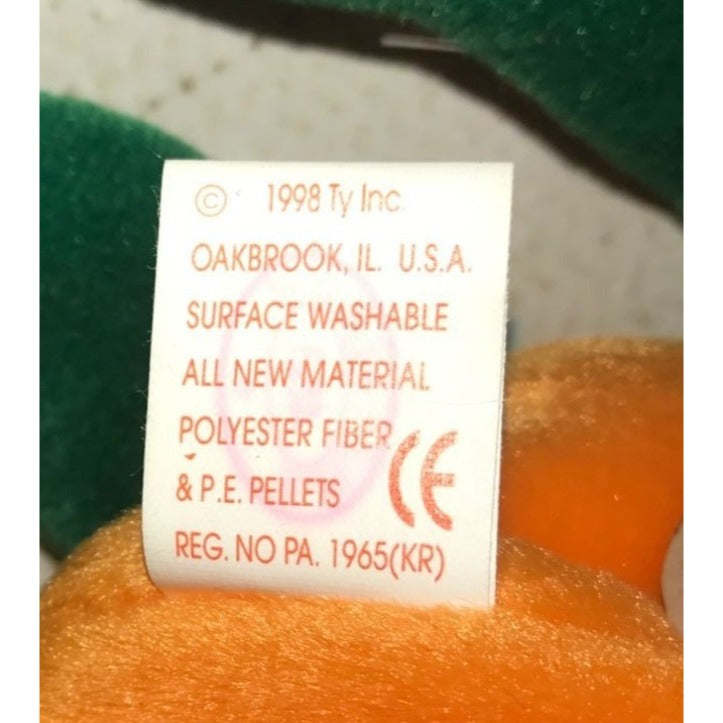 © 1998 Ty Inc.
OAKBROOK, IL. U.S.A.
SURFACE WASHABLE
ALL NEW MATERIAL
POLYESTER FIBER
& P.E. PELLETS CE
REG. NO PA. 1965(KR)